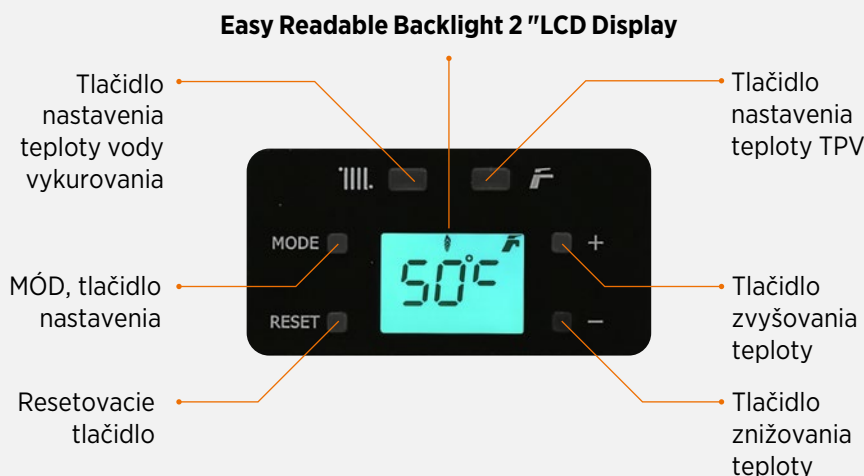 Easy Readable Backlight 2 "LCD Display
Tlačidlo
nastavenia
teploty vody
vykurovania
Tlačidlo
nastavenia
teploty TPV
MODE
+
50°C
MÓD, tlačidlo
nastavenia
Tlačidlo
zvyšovania
teploty
RESET
−
Resetovacie
tlačidlo
Tlačidlo
znižovania
teploty